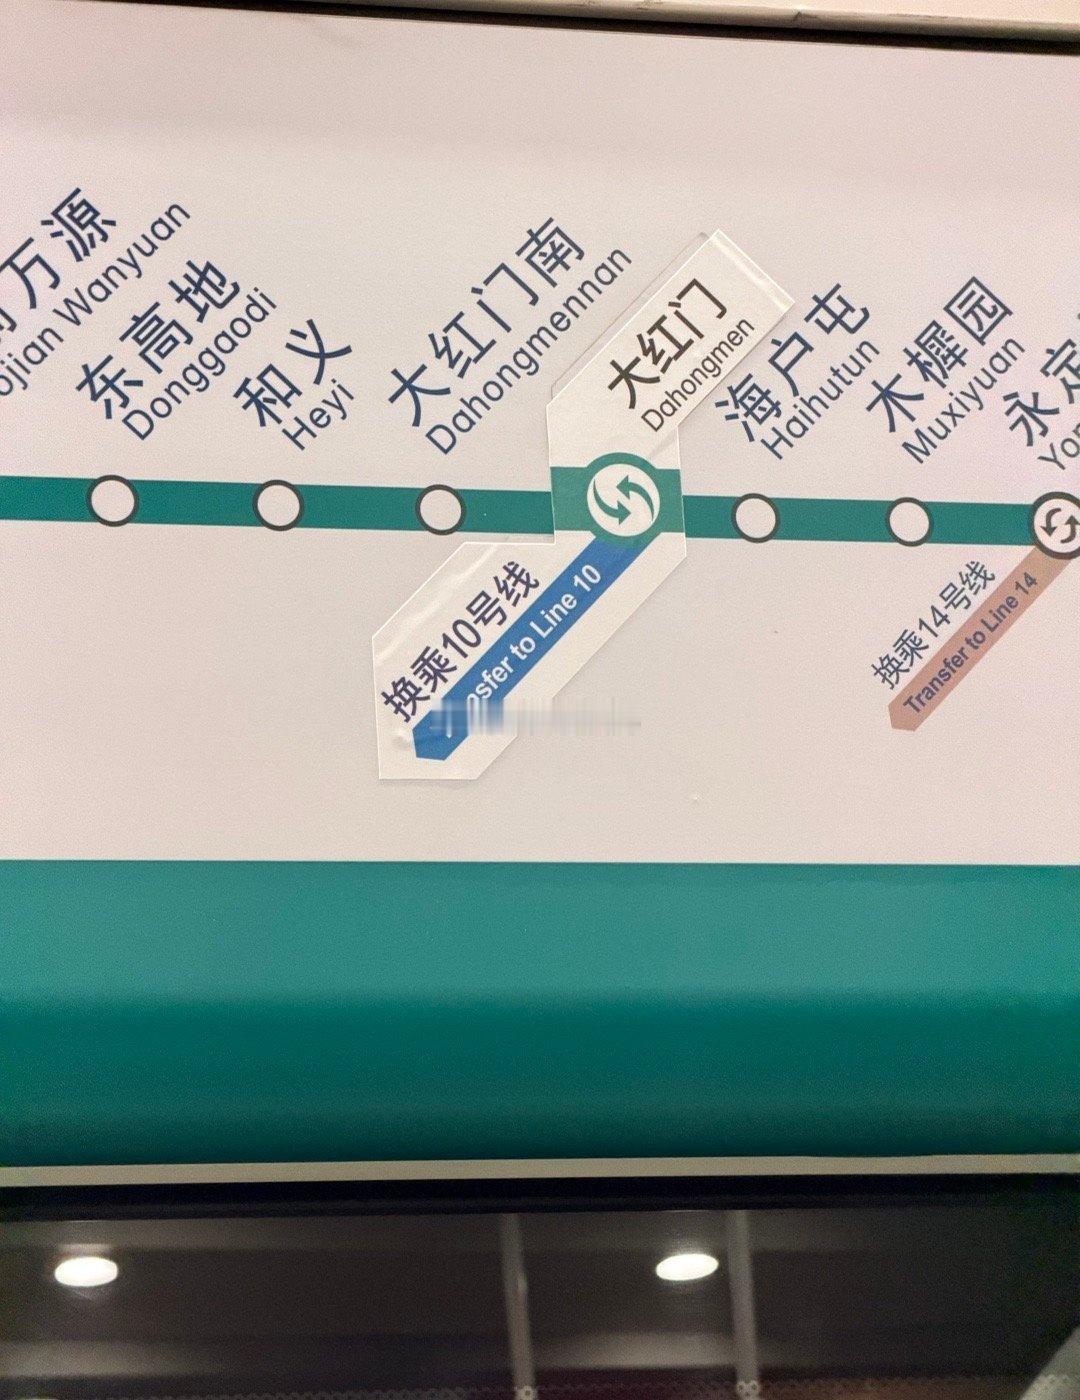 万源
Wanyuan
东高地
Donggaodi
和义
Heyi
大红门南
Dahongmennan
大红门
Dahongmen
海户屯
Haihutun
木樨园
Muxiyuan
永定
换乘10号线
to Line 10
换乘14号线
Transfer to Line 14